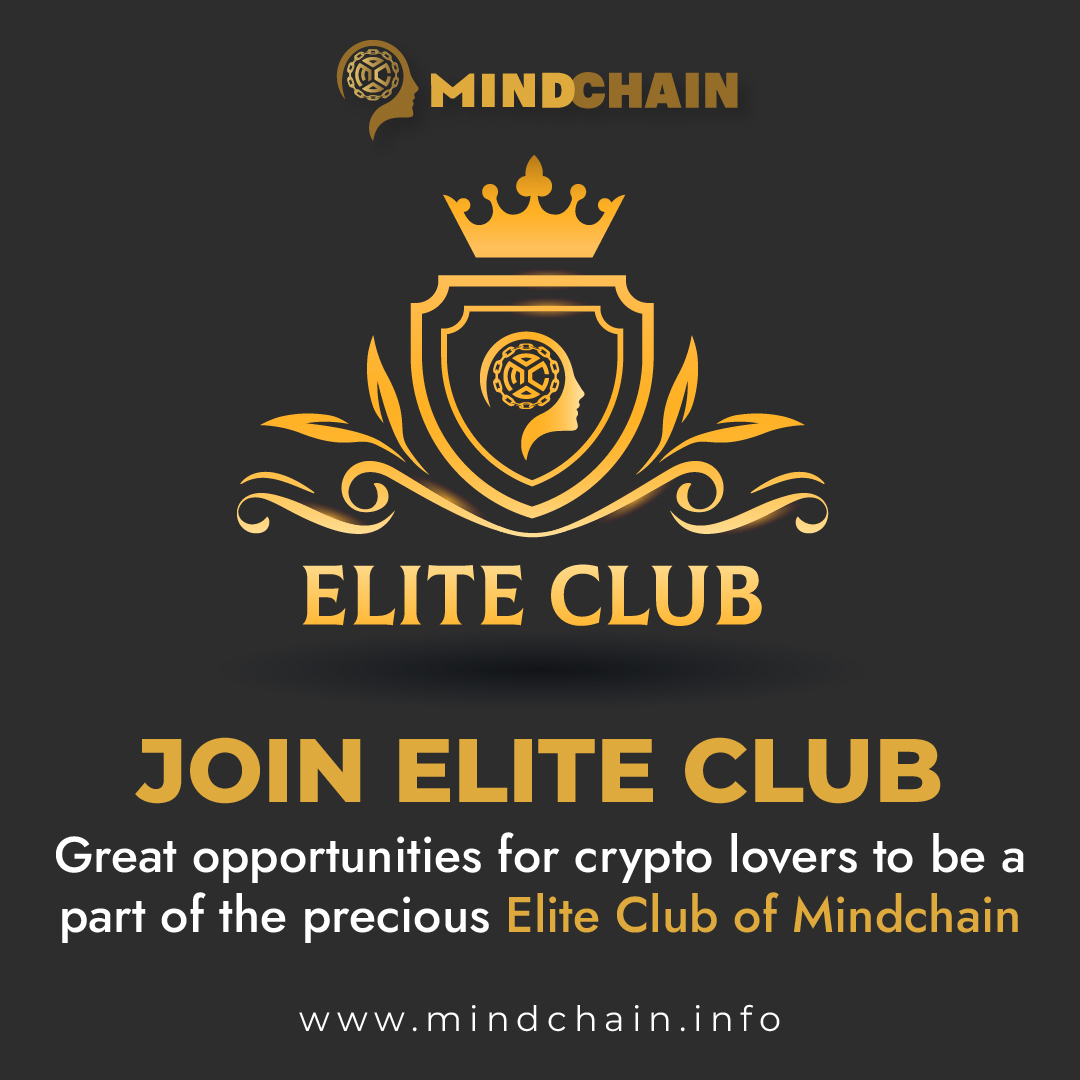 MINDCHAIN
ELITE CLUB
JOIN ELITE CLUB
Great opportunities for crypto lovers to be a
part of the precious Elite Club of Mindchain
www.mindchain.info